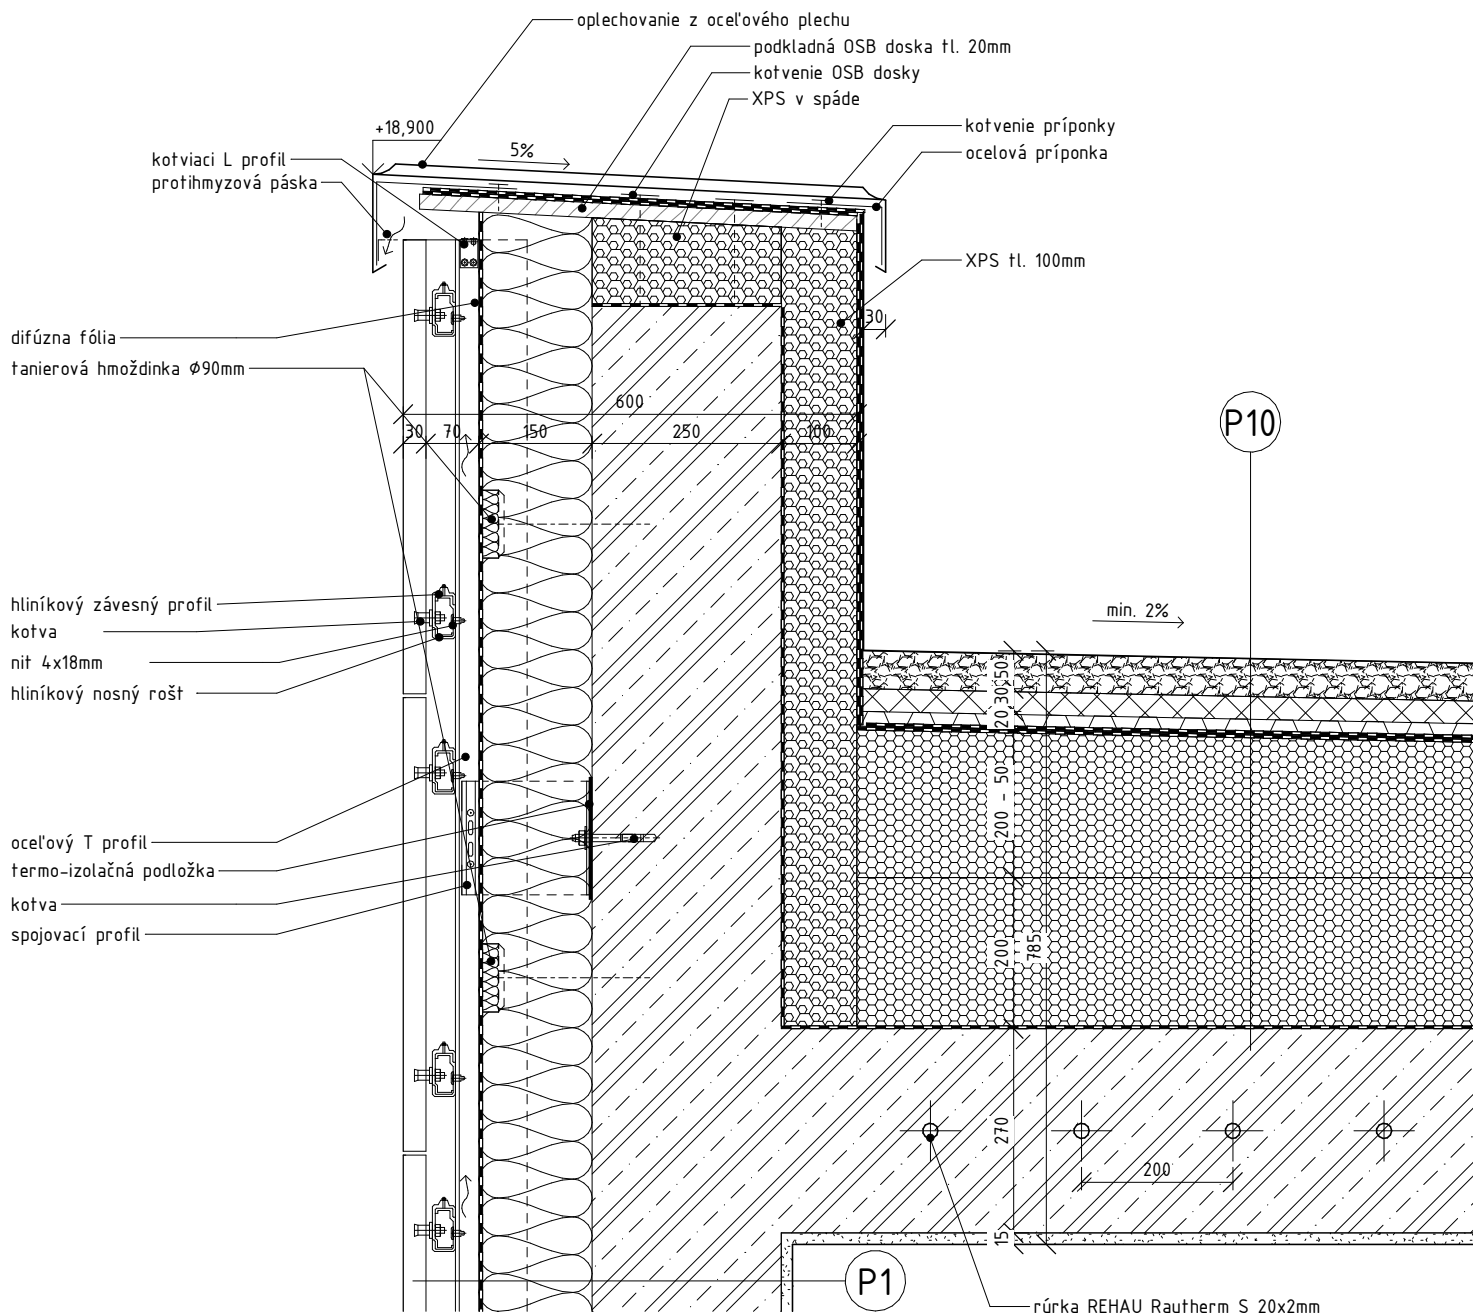 oplechovanie z oceľového plechu
podkladná OSB doska tl. 20mm
kotvenie OSB dosky
XPS v spáde
+18,900
kotvenie príponky
5%
kotviaci L profil
ocelová príponka
protihmyzová páska
XPS tl. 100mm
30
difúzna fólia
tanierová hmoždinka Ø90mm
600
30
70
150
250
100
P10
hliníkový závesný profil
kotva
nit 4x18mm
hliníkový nosný rošt
min. 2%
50
30
20
200 - 50
200
785
oceľový T profil
termo-izolačná podložka
kotva
spojovací profil
270
200
15
P1
rúrka REHAU Rautherm S 20x2mm